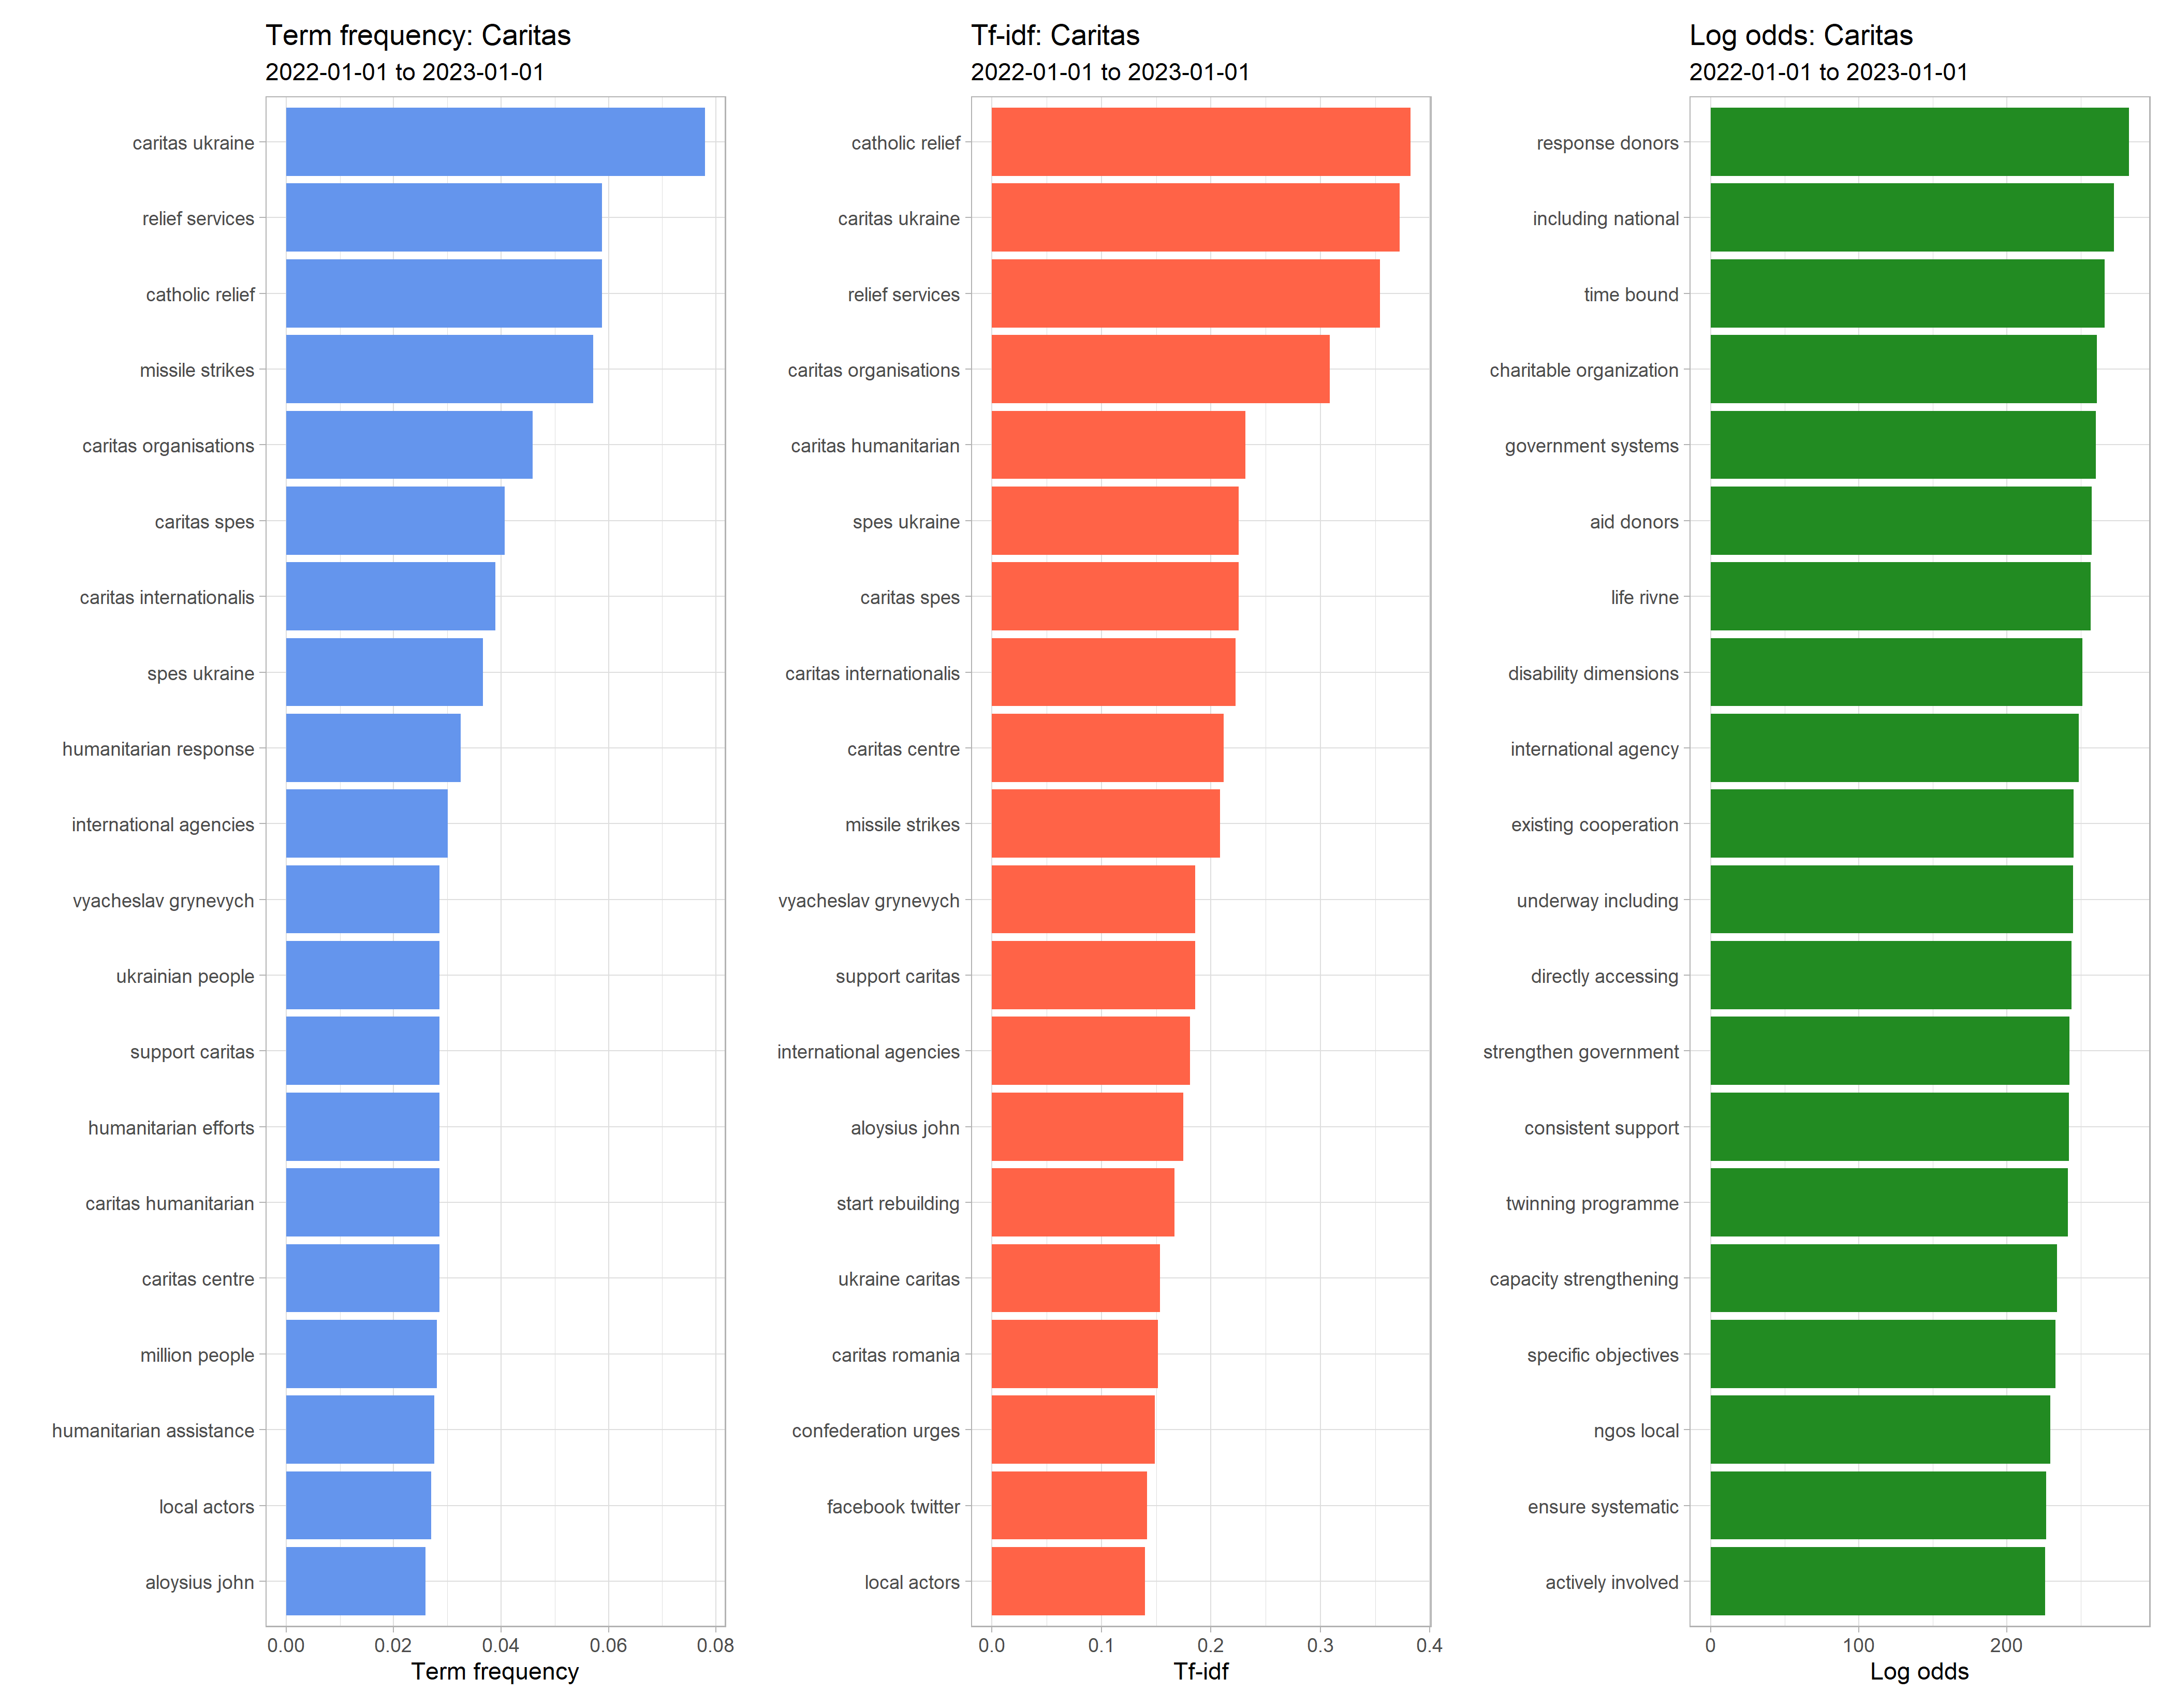 Term frequency: Caritas
2022-01-01 to 2023-01-01
caritas ukraine
relief services
catholic relief
missile strikes
caritas organisations
caritas spes
caritas internationalis
spes ukraine
humanitarian response
international agencies
vyacheslav grynevych
ukrainian people
support caritas
humanitarian efforts
caritas humanitarian
caritas centre
million people
humanitarian assistance
local actors
aloysius john
0.00 0.02 0.04 0.06 0.08
Term frequency
Tf-idf: Caritas
2022-01-01 to 2023-01-01
catholic relief
caritas ukraine
relief services
caritas organisations
caritas humanitarian
spes ukraine
caritas spes
caritas internationalis
caritas centre
missile strikes
vyacheslav grynevych
support caritas
international agencies
aloysius john
start rebuilding
ukraine caritas
caritas romania
confederation urges
facebook twitter
local actors
0.0 0.1 0.2 0.3 0.4
Tf-idf
Log odds: Caritas
2022-01-01 to 2023-01-01
response donors
including national
time bound
charitable organization
government systems
aid donors
life rivne
disability dimensions
international agency
existing cooperation
underway including
directly accessing
strengthen government
consistent support
twinning programme
capacity strengthening
specific objectives
ngos local
ensure systematic
actively involved
0 100 200
Log odds